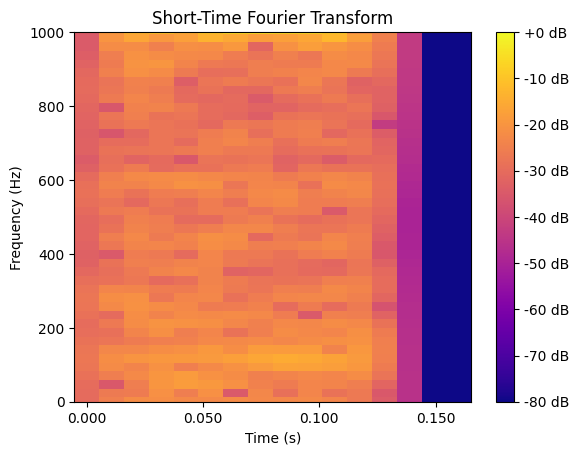 Short-Time Fourier Transform
1000
800
600
400
200
0
Frequency (Hz)
0.000
0.050
0.100
0.150
Time (s)
+0 dB
-10 dB
-20 dB
-30 dB
-40 dB
-50 dB
-60 dB
-70 dB
-80 dB